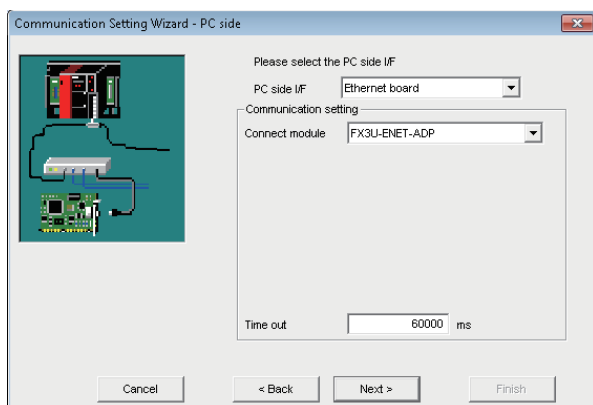 Communication Setting Wizard - PC side
Please select the PC side I/F
PC side I/F Ethernet board
Communication setting
Connect module FX3U-ENET-ADP
Time out 60000 ms
Cancel < Back Next > Finish